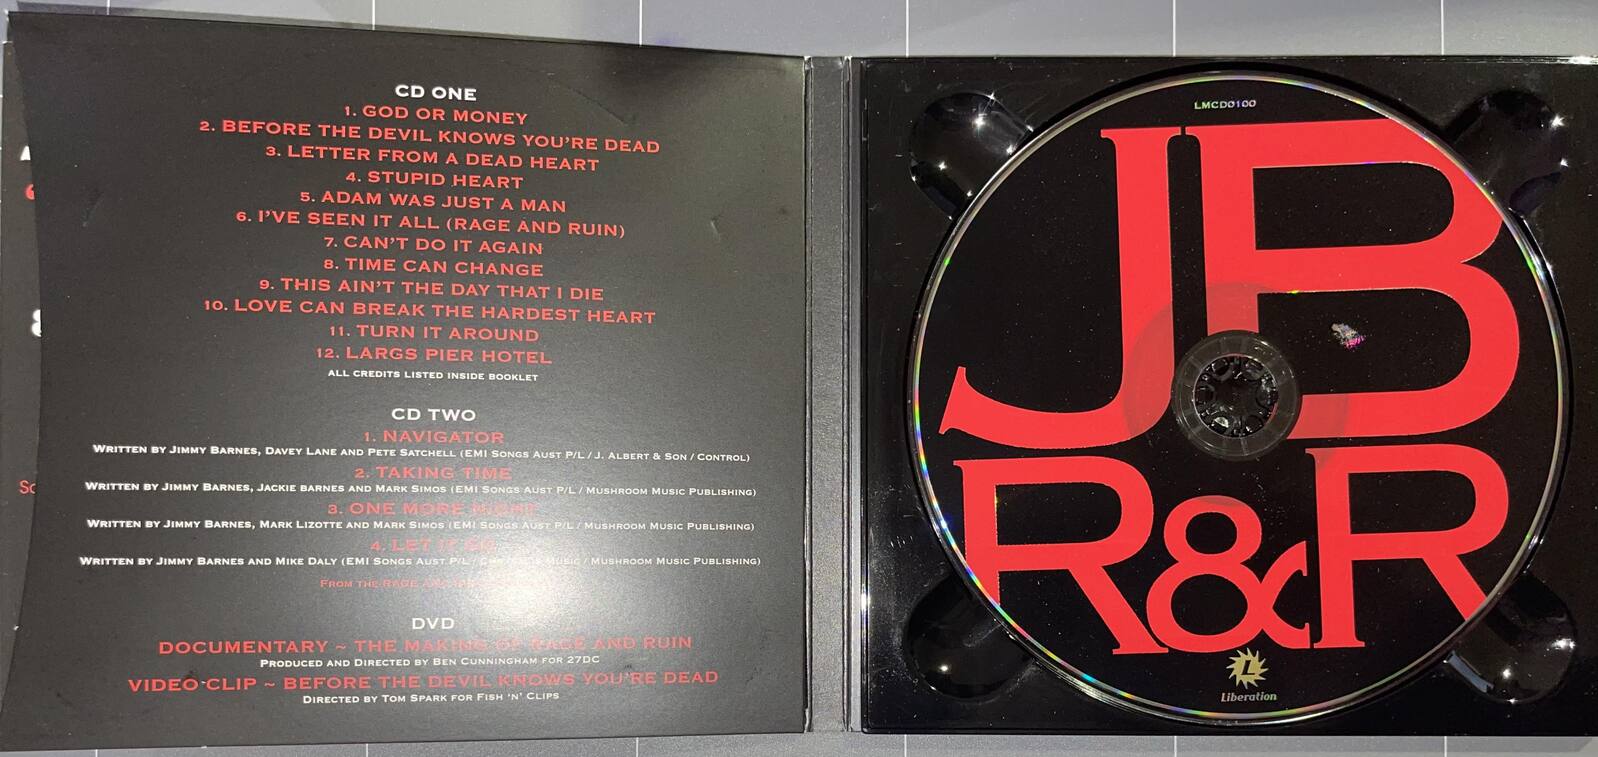 CD ONE
1. GOD OR MONEY
2. BEFORE THE DEVIL KNOWS YOU'RE DEAD
3. LETTER FROM A DEAD HEART
4. STUPID HEART
5. ADAM WAS JUST A MAN
6. I'VE SEEN IT ALL (RAGE AND RUIN)
7. CAN'T DO IT AGAIN
8. TIME CAN CHANGE
9. THIS AIN'T THE DAY THAT I DIE
10. LOVE CAN BREAK THE HARDEST HEART
11. TURN IT AROUND
12. LARGS PIER HOTEL
ALL CREDITS LISTED INSIDE BOOKLET
CD TWO
1. NAVIGATOR
WRITTEN BY JIMMY BARNES, DAVEY LANE AND PETE SATCHELL (EMI SONGS AUST P/L / J. ALBERT & SON / CONTROL)
2. TAKING TIME
WRITTEN BY JIMMY BARNES, JACKIE BARNES AND MARK SIMOS (EMI SONGS AUST P/L / MUSHROOM MUSIC PUBLISHING)
3. ONE MORE NIGHT
WRITTEN BY JIMMY BARNES, MARK LIZOTTE AND MARK SIMOS (EMI SONGS AUST P/L / MUSHROOM MUSIC PUBLISHING)
4. LET IT GO
WRITTEN BY JIMMY BARNES AND MIKE DALY (EMI SONGS AUST P/L / MUSIC / MUSHROOM MUSIC PUBLISHING)
FROM THE RAGE AND
DVD
DOCUMENTARY ~ THE MAKING OF RAGE AND RUIN
PRODUCED AND DIRECTED BY BEN CUNNINGHAM FOR 27DC
VIDEO CLIP ~ BEFORE THE DEVIL KNOWS YOU'RE DEAD
DIRECTED BY TOM SPARK FOR FISH 'N' CLIPS
LMCD0100
JB
R&R
L
Liberation